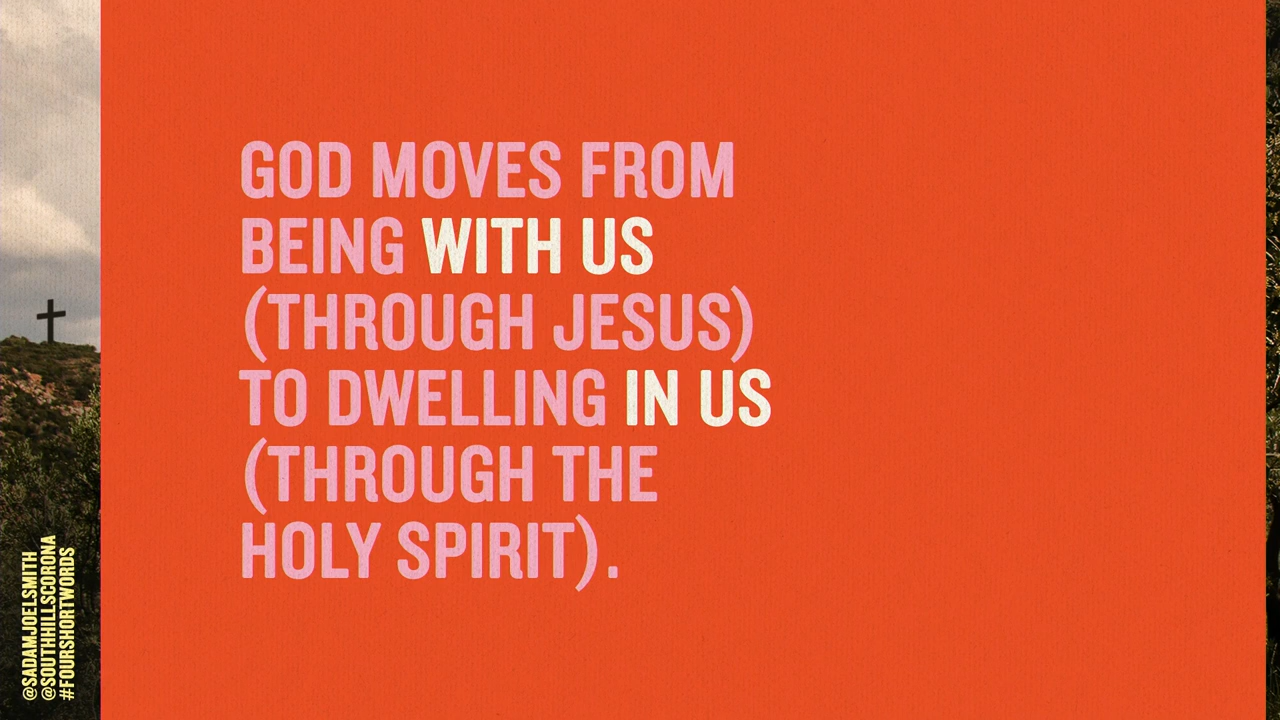 GOD MOVES FROM
BEING WITH US
(THROUGH JESUS)
TO DWELLING IN US
(THROUGH THE
HOLY SPIRIT).
@SADAMJOELSMITH
@SOUTHHILLSCORONA
#FOURSHORTWORDS